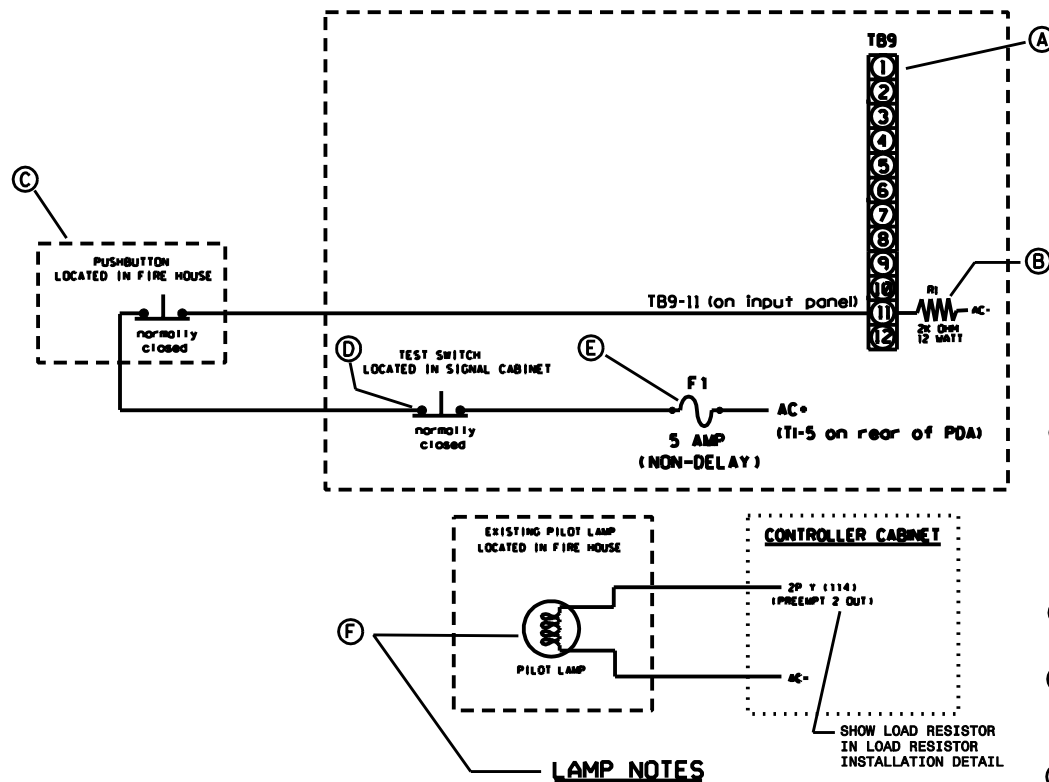 TB9
A
1
2
3
4
5
6
7
8
9
10
11
12
C
PUSHBUTTON
LOCATED IN FIRE HOUSE
normally
closed
B
TB9-11 (on input panel)
R1
AC-
2K OHM
12 WATT
D
TEST SWITCH
LOCATED IN SIGNAL CABINET
normally
closed
E
F1
5 AMP
(NON-DELAY)
AC+
(T1-5 on rear of PDA)
EXISTING PILOT LAMP
LOCATED IN FIRE HOUSE
PILOT LAMP
CONTROLLER CABINET
2P Y (114)
(PREEMPT 2 OUT)
AC-
F
SHOW LOAD RESISTOR
IN LOAD RESISTOR
INSTALLATION DETAIL
LAMP NOTES